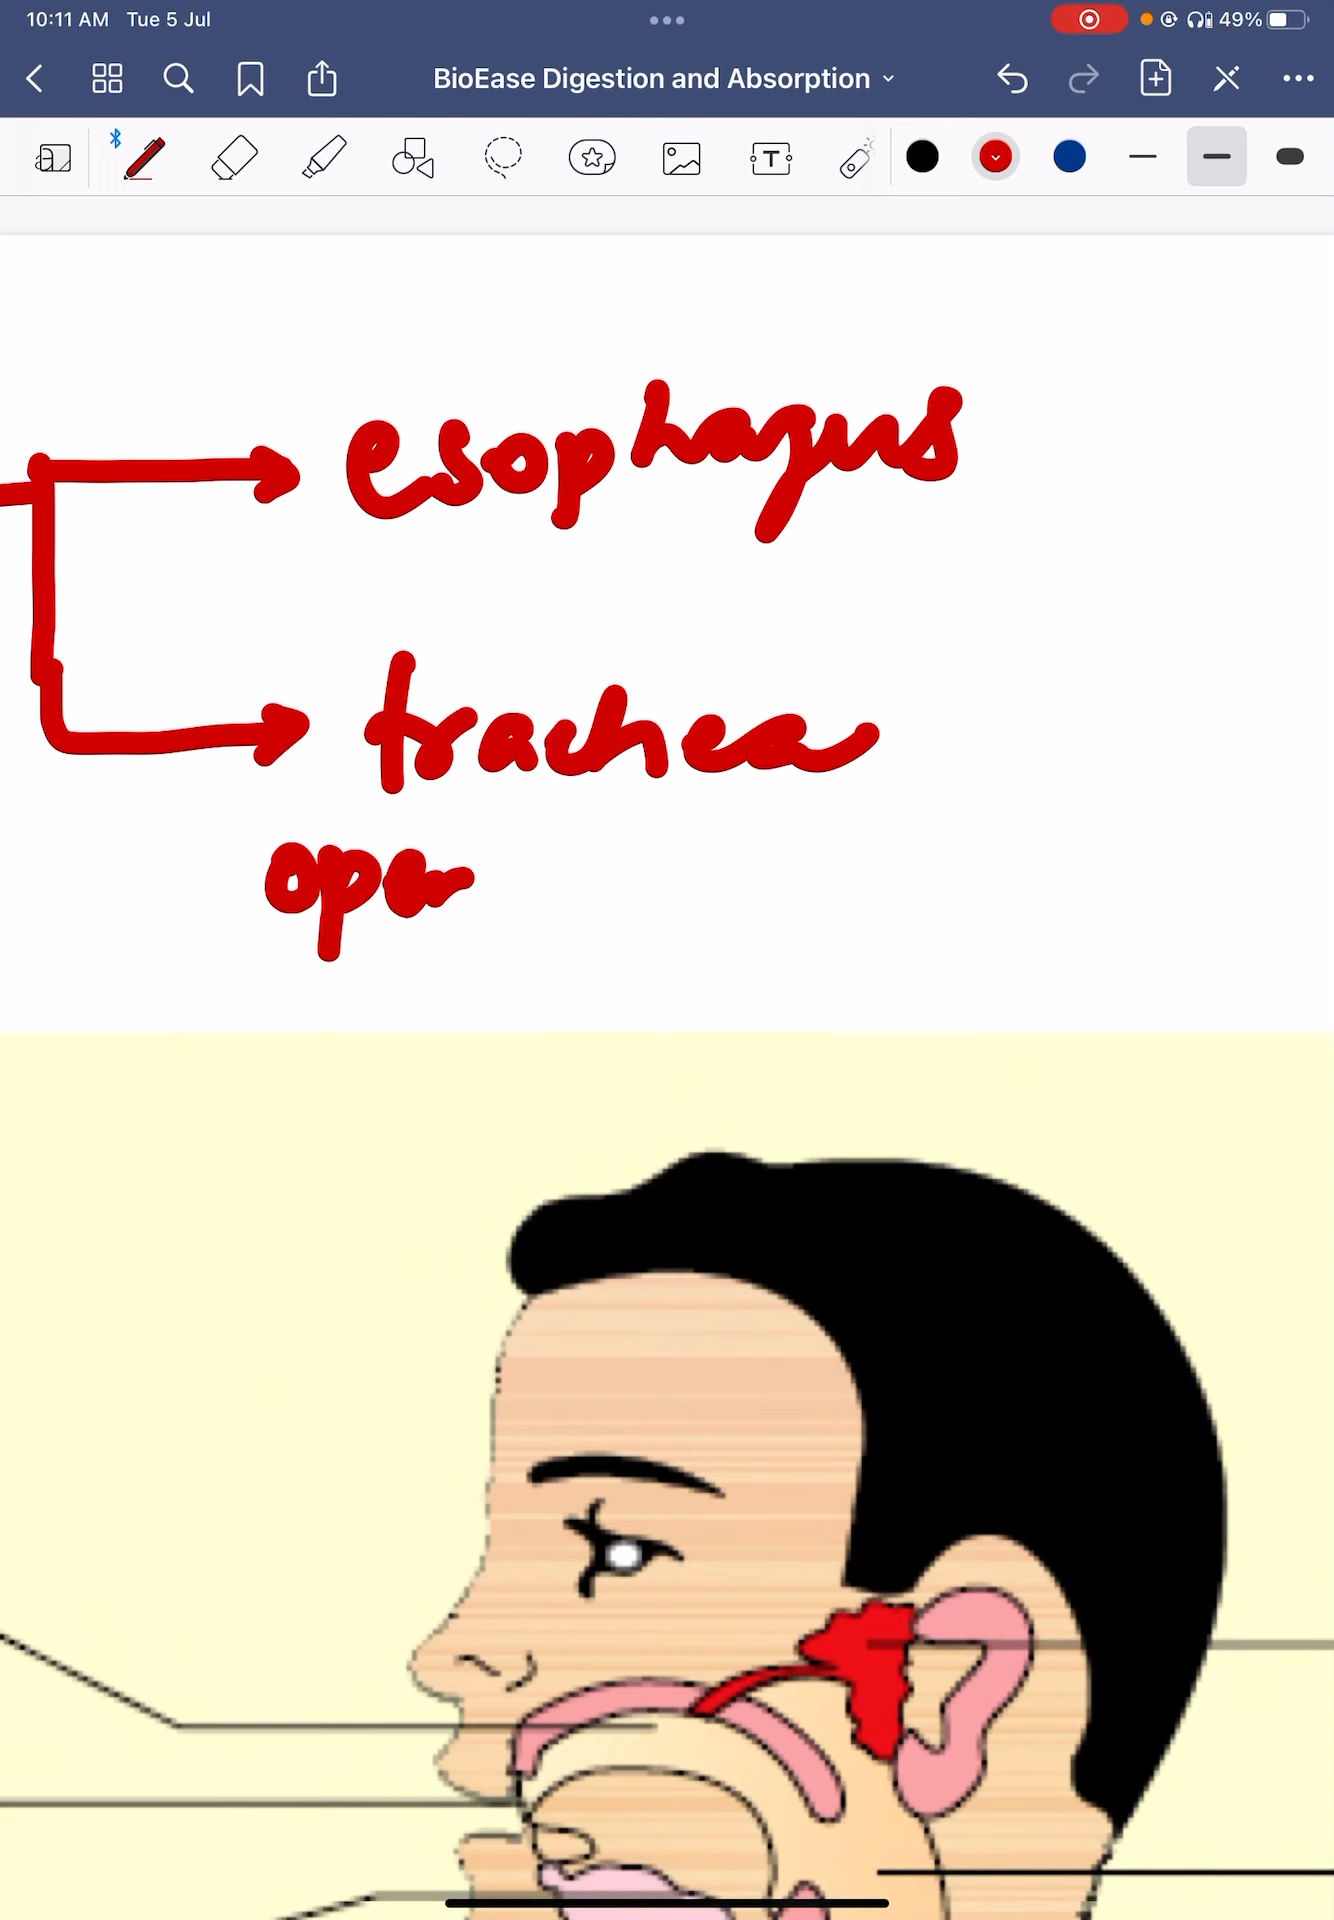 10:11 AM Tue 5 Jul
49%
BioEase Digestion and Absorption
esophagus
trachea
open